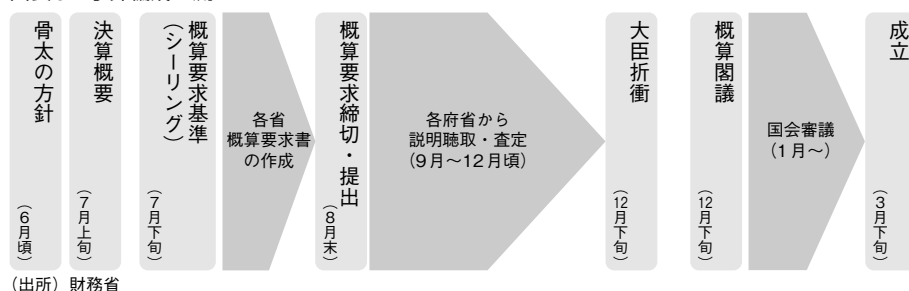 骨太の方針
(6月頃)
決算概要
(7月上旬)
概算要求基準
(シーリング)
(7月下旬)
各省
概算要求書
の作成
概算要求締切・提出
(8月末)
各府省から
説明聴取・査定
(9月〜12月頃)
大臣折衝
(12月下旬)
概算閣議
(12月下旬)
国会審議
(1月〜)
成立
(3月下旬)
(出所)財務省